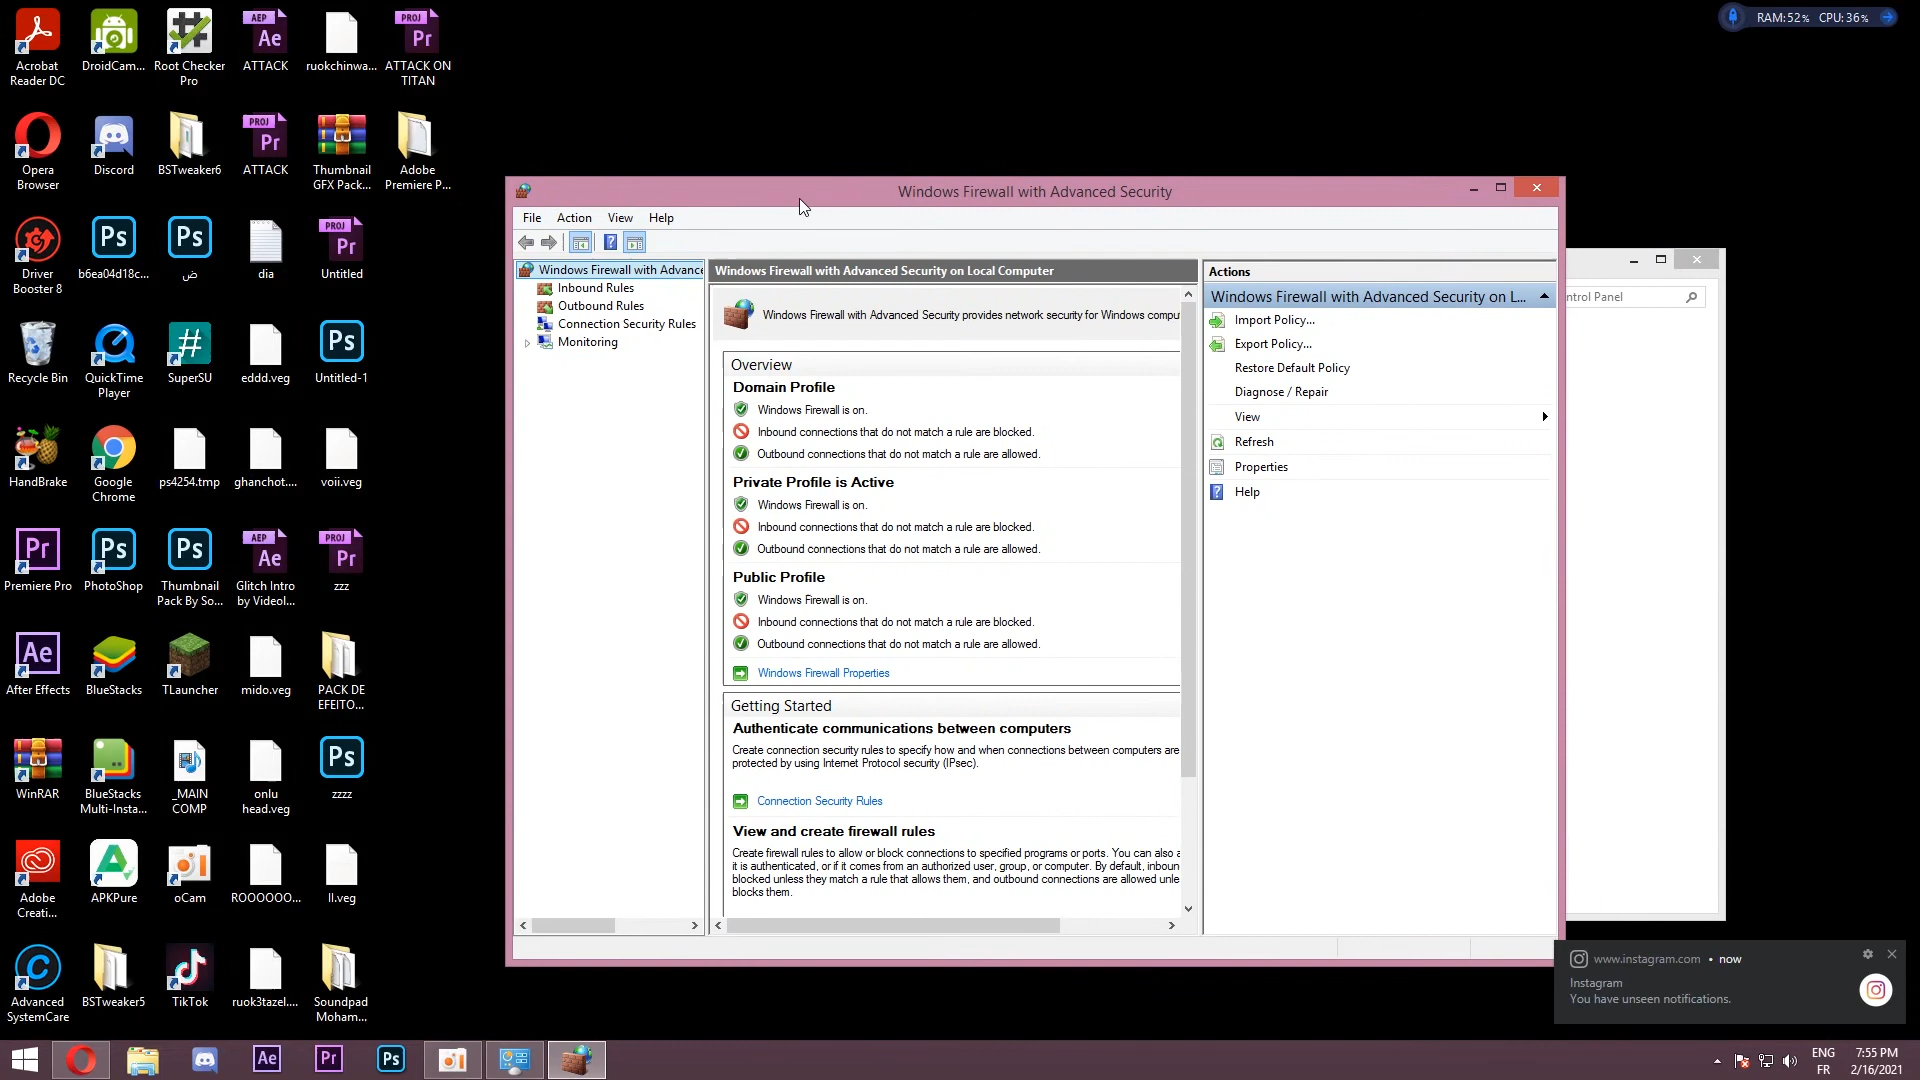 Acrobat
Reader DC
DroidCam...
Root Checker
Pro
AEP
Ae
ATTACK
ruokchinwa...
PROJ
Pr
ATTACK ON
TITAN
Opera
Browser
Discord
BSTweaker6
PROJ
Pr
ATTACK
Thumbnail
GFX Pack...
Adobe
Premiere P...
Driver
Booster 8
Ps
b6ea04d18c...
Ps
ض
dia
PROJ
Pr
Untitled
Recycle Bin
QuickTime
Player
#
SuperSU
eddd.veg
Ps
Untitled-1
HandBrake
Google
Chrome
ps4254.tmp
ghanchot....
voii.veg
Pr
Premiere Pro
Ps
PhotoShop
Ps
Thumbnail
Pack By So...
AEP
Ae
Glitch Intro
by Videol...
PROJ
Pr
zzz
Ae
After Effects
BlueStacks
TLauncher
mido.veg
PACK DE
EFEITO...
WinRAR
BlueStacks
Multi-Insta...
_MAIN
COMP
onlu
head.veg
Ps
zzzz
Adobe
Creati...
APKPure
oCam
ROOOOOO...
ll.veg
Advanced
SystemCare
BSTweaker5
TikTok
ruok3tazel....
Soundpad
Moham...
RAM:52% CPU:36%
Windows Firewall with Advanced Security
File Action View Help
Windows Firewall with Advance
Inbound Rules
Outbound Rules
Connection Security Rules
Monitoring
Windows Firewall with Advanced Security on Local Computer
Windows Firewall with Advanced Security provides network security for Windows compu
Overview
Domain Profile
Windows Firewall is on.
Inbound connections that do not match a rule are blocked.
Outbound connections that do not match a rule are allowed.
Private Profile is Active
Windows Firewall is on.
Inbound connections that do not match a rule are blocked.
Outbound connections that do not match a rule are allowed.
Public Profile
Windows Firewall is on.
Inbound connections that do not match a rule are blocked.
Outbound connections that do not match a rule are allowed.
Windows Firewall Properties
Getting Started
Authenticate communications between computers
Create connection security rules to specify how and when connections between computers are
protected by using Internet Protocol security (IPsec).
Connection Security Rules
View and create firewall rules
Create firewall rules to allow or block connections to specified programs or ports. You can also a
it is authenticated, or if it comes from an authorized user, group, or computer. By default, inboun
blocked unless they match a rule that allows them, and outbound connections are allowed unle
blocks them.
Actions
Windows Firewall with Advanced Security on L...
Import Policy...
Export Policy...
Restore Default Policy
Diagnose / Repair
View
Refresh
Properties
Help
ntrol Panel
www.instagram.com • now
Instagram
You have unseen notifications.
Ae
Pr
Ps
ENG
FR
7:55 PM
2/16/2021